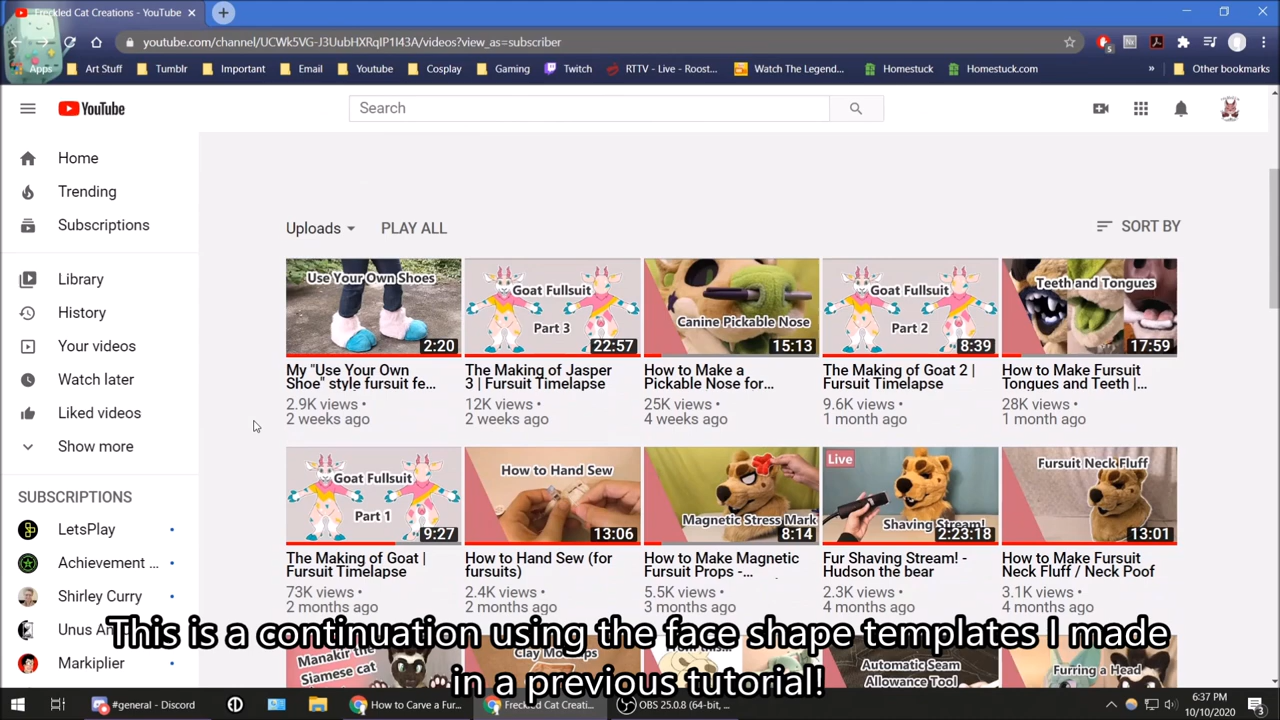 Freckled Cat Creations - YouTube
youtube.com/channel/UCWk5VG-J3UubHXRqIP1I43A/videos?view_as=subscriber
Apps
Art Stuff
Tumblr
Important
Email
Youtube
Cosplay
Gaming
Twitch
RTTV - Live - Roost...
Watch The Legend...
Homestuck
Homestuck.com
»
Other bookmarks
YouTube
Search
Home
Trending
Subscriptions
Library
History
Your videos
Watch later
Liked videos
Show more
SUBSCRIPTIONS
LetsPlay
Achievement ...
Shirley Curry
Unus An
Markiplier
Uploads
PLAY ALL
SORT BY
Use Your Own Shoes
2:20
My "Use Your Own
Shoe" style fursuit fe...
2.9K views •
2 weeks ago
Goat Fullsuit
Part 3
22:57
The Making of Jasper
3 | Fursuit Timelapse
12K views •
2 weeks ago
Canine Pickable Nose
15:13
How to Make a
Pickable Nose for...
25K views •
4 weeks ago
Goat Fullsuit
Part 2
8:39
The Making of Goat 2 |
Fursuit Timelapse
9.6K views •
1 month ago
Teeth and Tongues
17:59
How to Make Fursuit
Tongues and Teeth |...
28K views •
1 month ago
Goat Fullsuit
Part 1
9:27
The Making of Goat |
Fursuit Timelapse
73K views •
2 months ago
How to Hand Sew
13:06
How to Hand Sew (for
fursuits)
2.4K views •
2 months ago
Magnetic Stress Mark
8:14
How to Make Magnetic
Fursuit Props -...
5.5K views •
3 months ago
Live
Shaving Stream!
2:23:18
Fur Shaving Stream! -
Hudson the bear
2.3K views •
4 months ago
Fursuit Neck Fluff
13:01
How to Make Fursuit
Neck Fluff / Neck Poof
3.1K views •
4 months ago
Manakir the
Siamese cat
Clay Mo
From this...
Automatic Seam
Allowance Tool
Furring a Head
This is a continuation using the face shape templates I made
in a previous tutorial!
#general - Discord
How to Carve a Fur...
Freckled Cat Creati...
OBS 25.0.8 (64-bit, ...
6:37 PM
10/10/2020
3